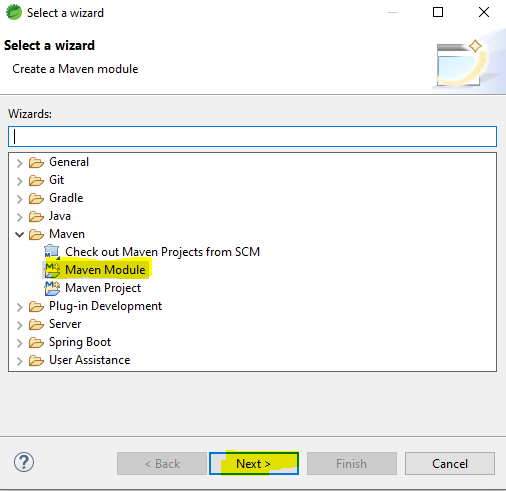 Select a wizard
Select a wizard
Create a Maven module
Wizards:
General
Git
Gradle
Java
Maven
Check out Maven Projects from SCM
Maven Module
Maven Project
Plug-in Development
Server
Spring Boot
User Assistance
? < Back Next > Finish Cancel